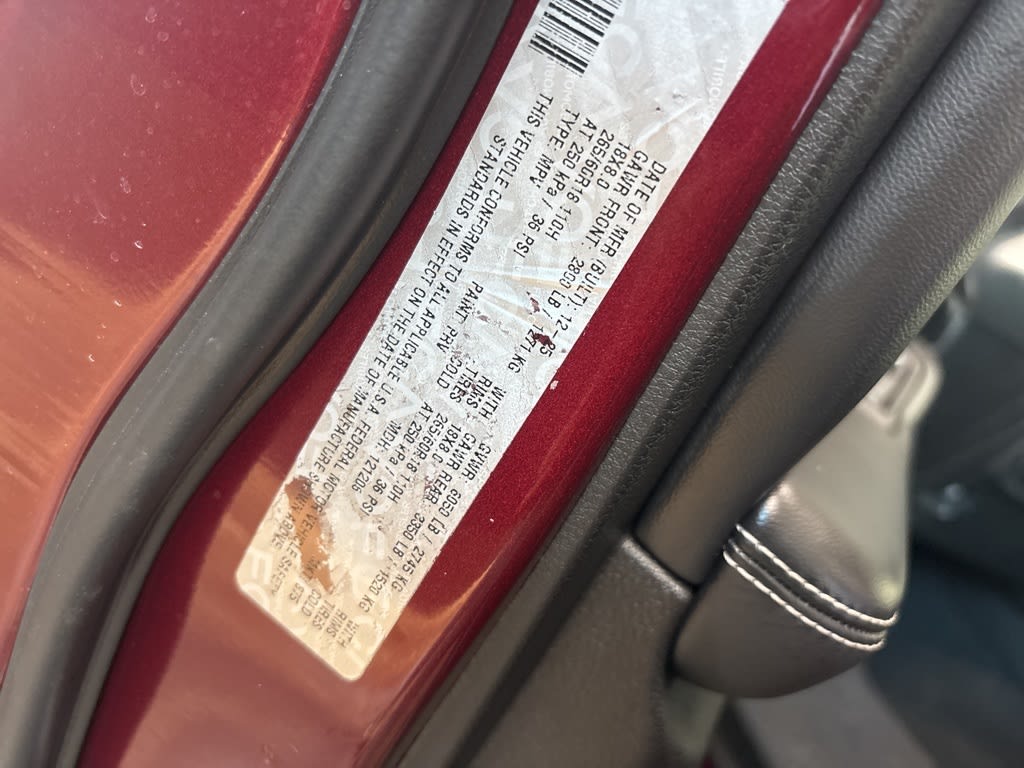 DATE OF MFR (BUILT): GVWR: 6050 LB / 2745 KG
GAWR FRONT: 2800 LB / 1271 KG WITH GAWR REAR: 3350 LB / 1520 KG WITH
18X8.0 RIMS 18X8.0 RIMS
265/60R18 110H TIRES 265/60R18 110H TIRES
AT 250 kPa / 36 PSI COLD AT 250 kPa / 36 PSI COLD
TYPE MPV PAINT PRV MDH: INT
THIS VEHICLE CONFORMS TO ALL APPLICABLE U.S.A. FEDERAL MOTOR VEHICLE SAFETY
STANDARDS IN EFFECT ON THE DATE OF MANUFACTURE SHOWN ABOVE